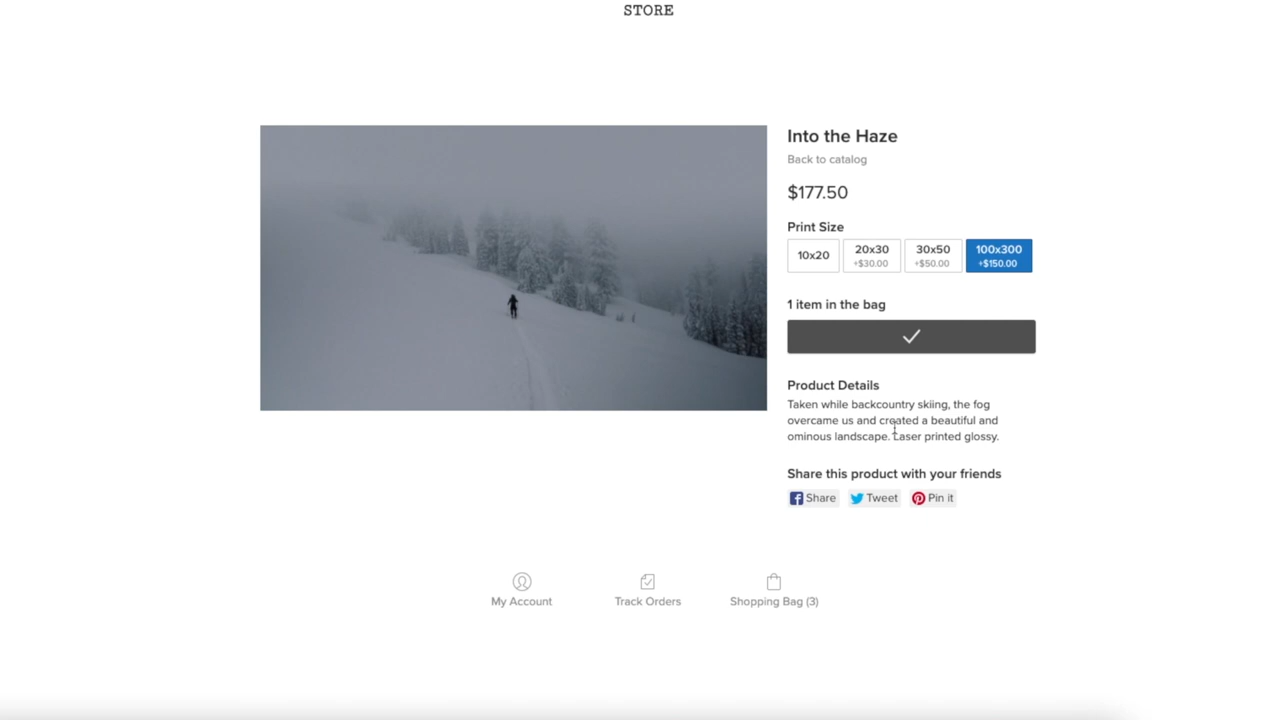 STORE
Into the Haze
Back to catalog
$177.50
Print Size
10x20
20x30
+$30.00
30x50
+$50.00
100x300
+$150.00
1 item in the bag
Product Details
Taken while backcountry skiing, the fog
overcame us and created a beautiful and
ominous landscape. Laser printed glossy.
Share this product with your friends
Share
Tweet
Pin it
My Account
Track Orders
Shopping Bag (3)